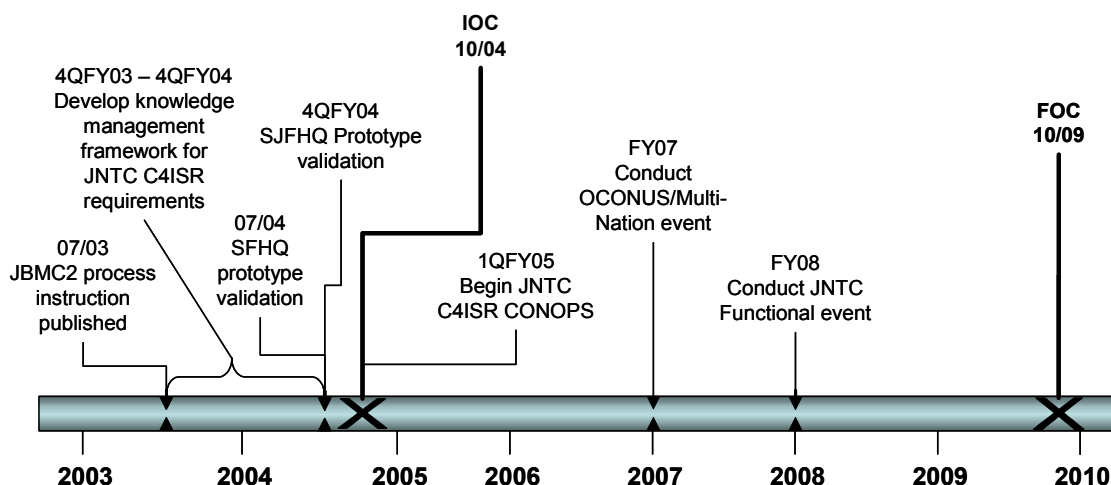 IOC
10/04
4QFY03 – 4QFY04
Develop knowledge
management
framework for
JNTC C4ISR
requirements
4QFY04
SJFHQ Prototype
validation
FOC
10/09
FY07
Conduct
OCONUS/Multi-
Nation event
07/03
JBMC2 process
instruction
published
07/04
SFHQ
prototype
validation
1QFY05
Begin JNTC
C4ISR CONOPS
FY08
Conduct JNTC
Functional event
2003
2004
2005
2006
2007
2008
2009
2010